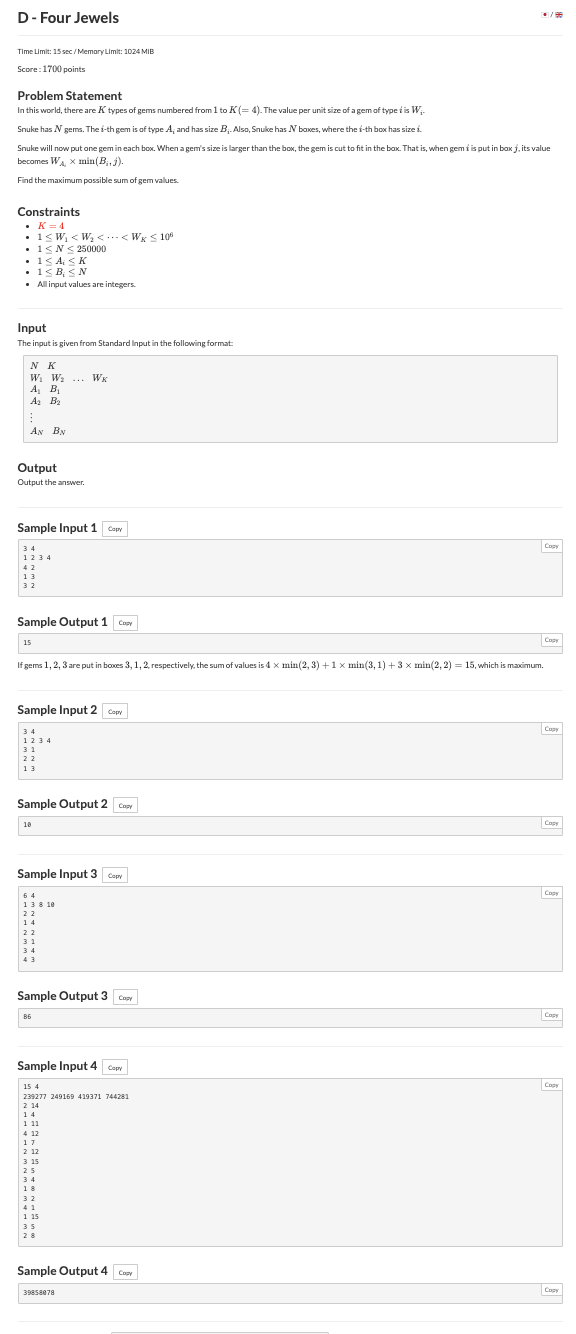 D - Four Jewels
/
Time Limit: 15 sec / Memory Limit: 1024 MiB
Score : 1700 points
Problem Statement
In this world, there are K types of gems numbered from 1 to K(= 4). The value per unit size of a gem of type i is W_i.
Snuke has N gems. The i-th gem is of type A_i and has size B_i. Also, Snuke has N boxes, where the i-th box has size i.
Snuke will now put one gem in each box. When a gem's size is larger than the box, the gem is cut to fit in the box. That is, when gem i is put in box j, its value
becomes W_{A_i} × min(B_i, j).
Find the maximum possible sum of gem values.
Constraints
• K = 4
• 1 ≤ W_1 < W_2 < ⋯ < W_K ≤ 10^6
• 1 ≤ N ≤ 250000
• 1 ≤ A_i ≤ K
• 1 ≤ B_i ≤ N
• All input values are integers.
Input
The input is given from Standard Input in the following format:
N K
W_1 W_2 … W_K
A_1 B_1
A_2 B_2
⋮
A_N B_N
Output
Output the answer.
Sample Input 1 Copy
Copy
3 4
1 2 3 4
4 2
1 3
3 2
Sample Output 1 Copy
Copy
15
If gems 1, 2, 3 are put in boxes 3, 1, 2, respectively, the sum of values is 4 × min(2, 3) + 1 × min(3, 1) + 3 × min(2, 2) = 15, which is maximum.
Sample Input 2 Copy
Copy
3 4
1 2 3 4
3 1
2 2
1 3
Sample Output 2 Copy
Copy
10
Sample Input 3 Copy
Copy
6 4
1 3 8 10
2 2
1 4
2 2
3 1
3 4
4 3
Sample Output 3 Copy
Copy
86
Sample Input 4 Copy
Copy
15 4
239277 249169 419371 744281
2 14
1 4
1 11
4 12
1 7
2 12
3 15
2 5
3 4
1 8
3 2
4 1
1 15
3 5
2 8
Sample Output 4 Copy
Copy
39858078